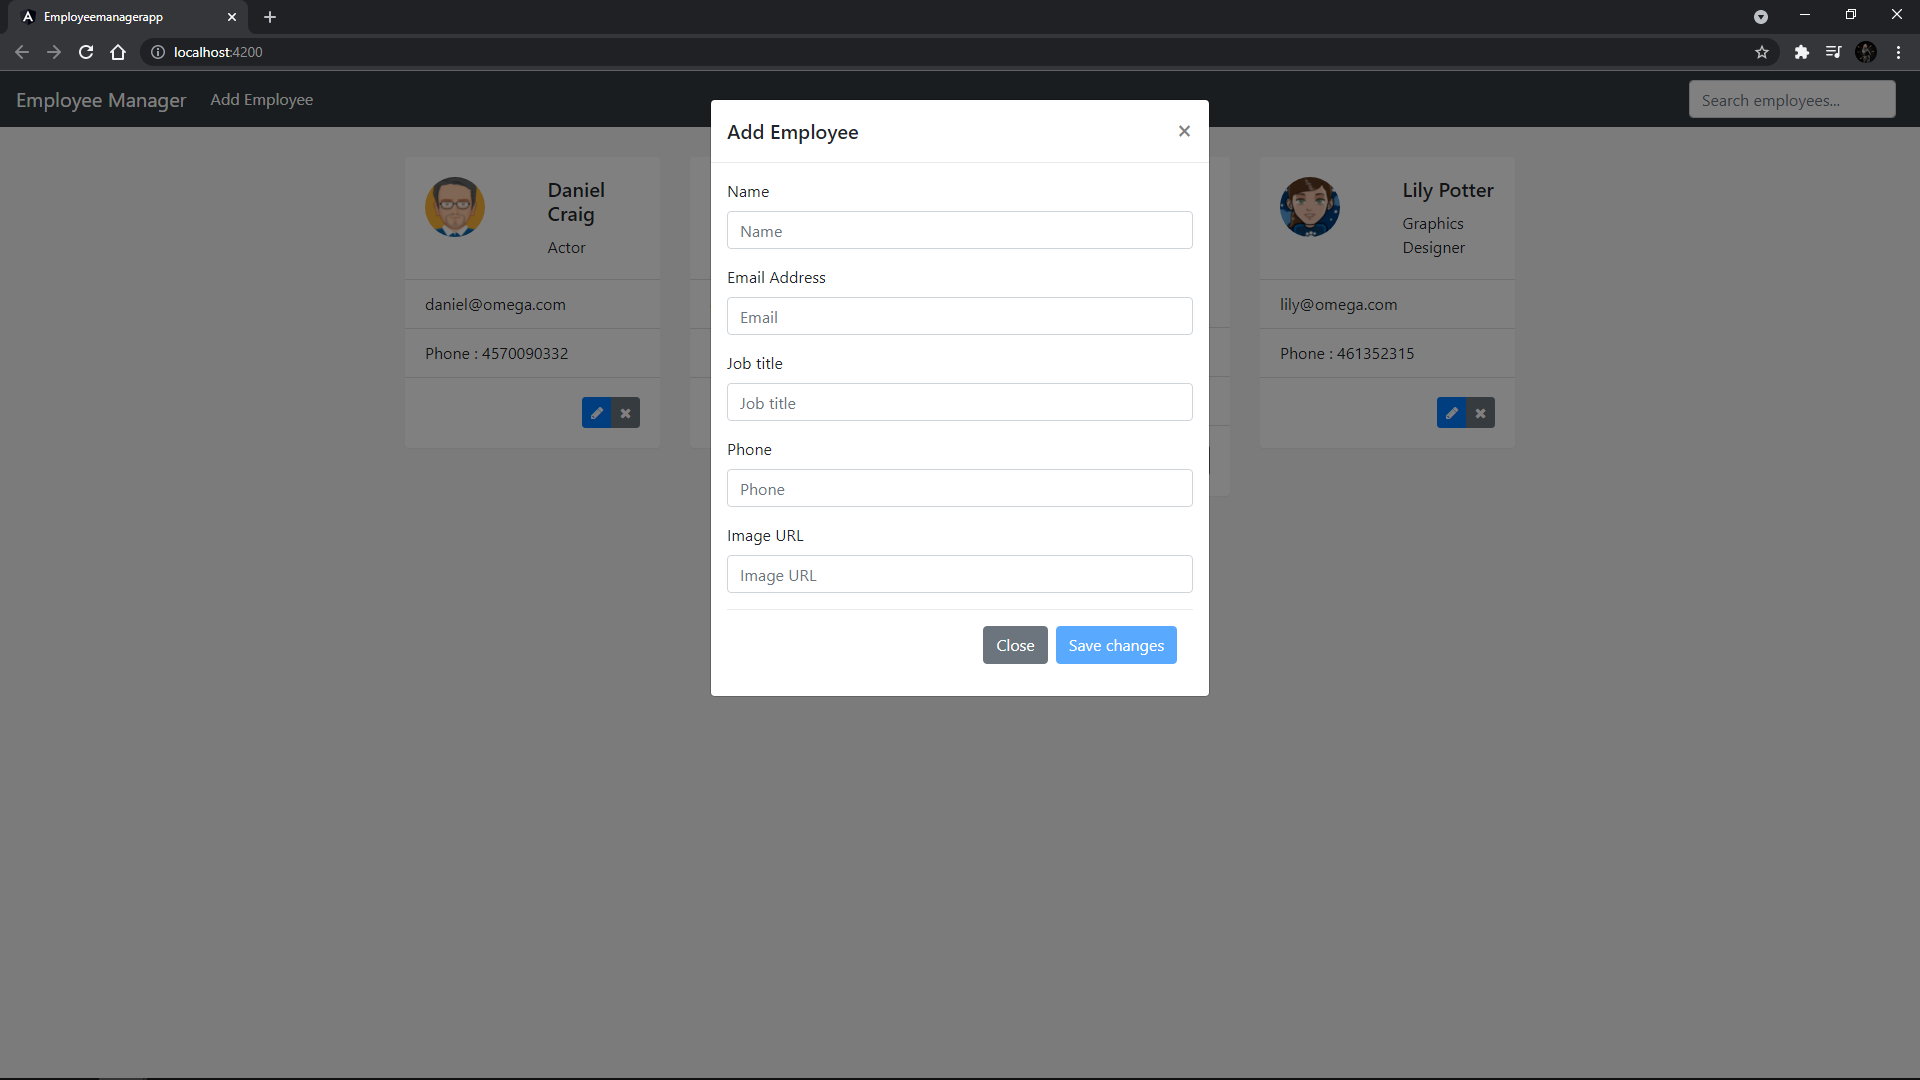 Employeemanagerapp
localhost:4200
Employee Manager
Add Employee
Search employees...
Daniel
Craig
Actor
daniel@omega.com
Phone : 4570090332
Add Employee
Name
Name
Email Address
Email
Job title
Job title
Phone
Phone
Image URL
Image URL
Close
Save changes
Lily Potter
Graphics
Designer
lily@omega.com
Phone : 461352315